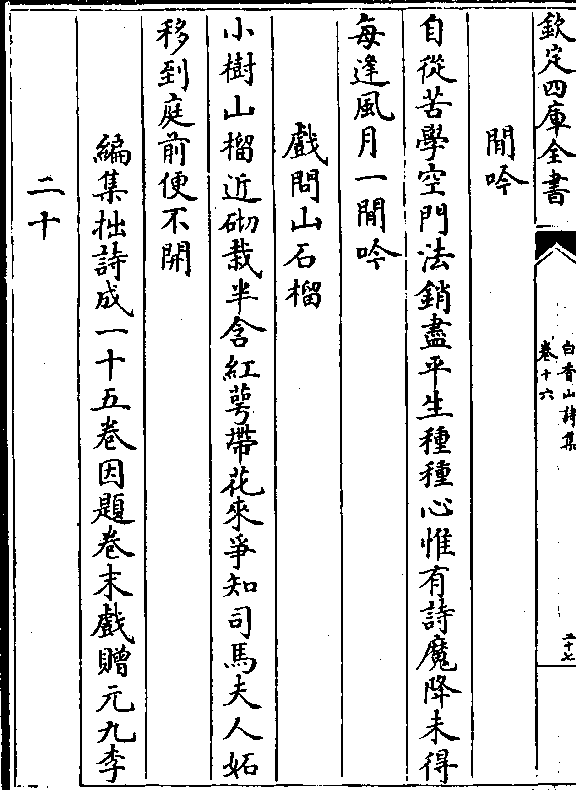 欽定四庫全書
白香山詩集
卷十六
二十七
閒吟
自從苦學空門法銷盡平生種種心惟有詩魔降未得
每逢風月一閒吟
戲問山石榴
小樹山榴近砌栽半含紅萼帶花來爭知司馬夫人妬
移到庭前便不開
編集拙詩成一十五卷因題卷末戲贈元九李
二十